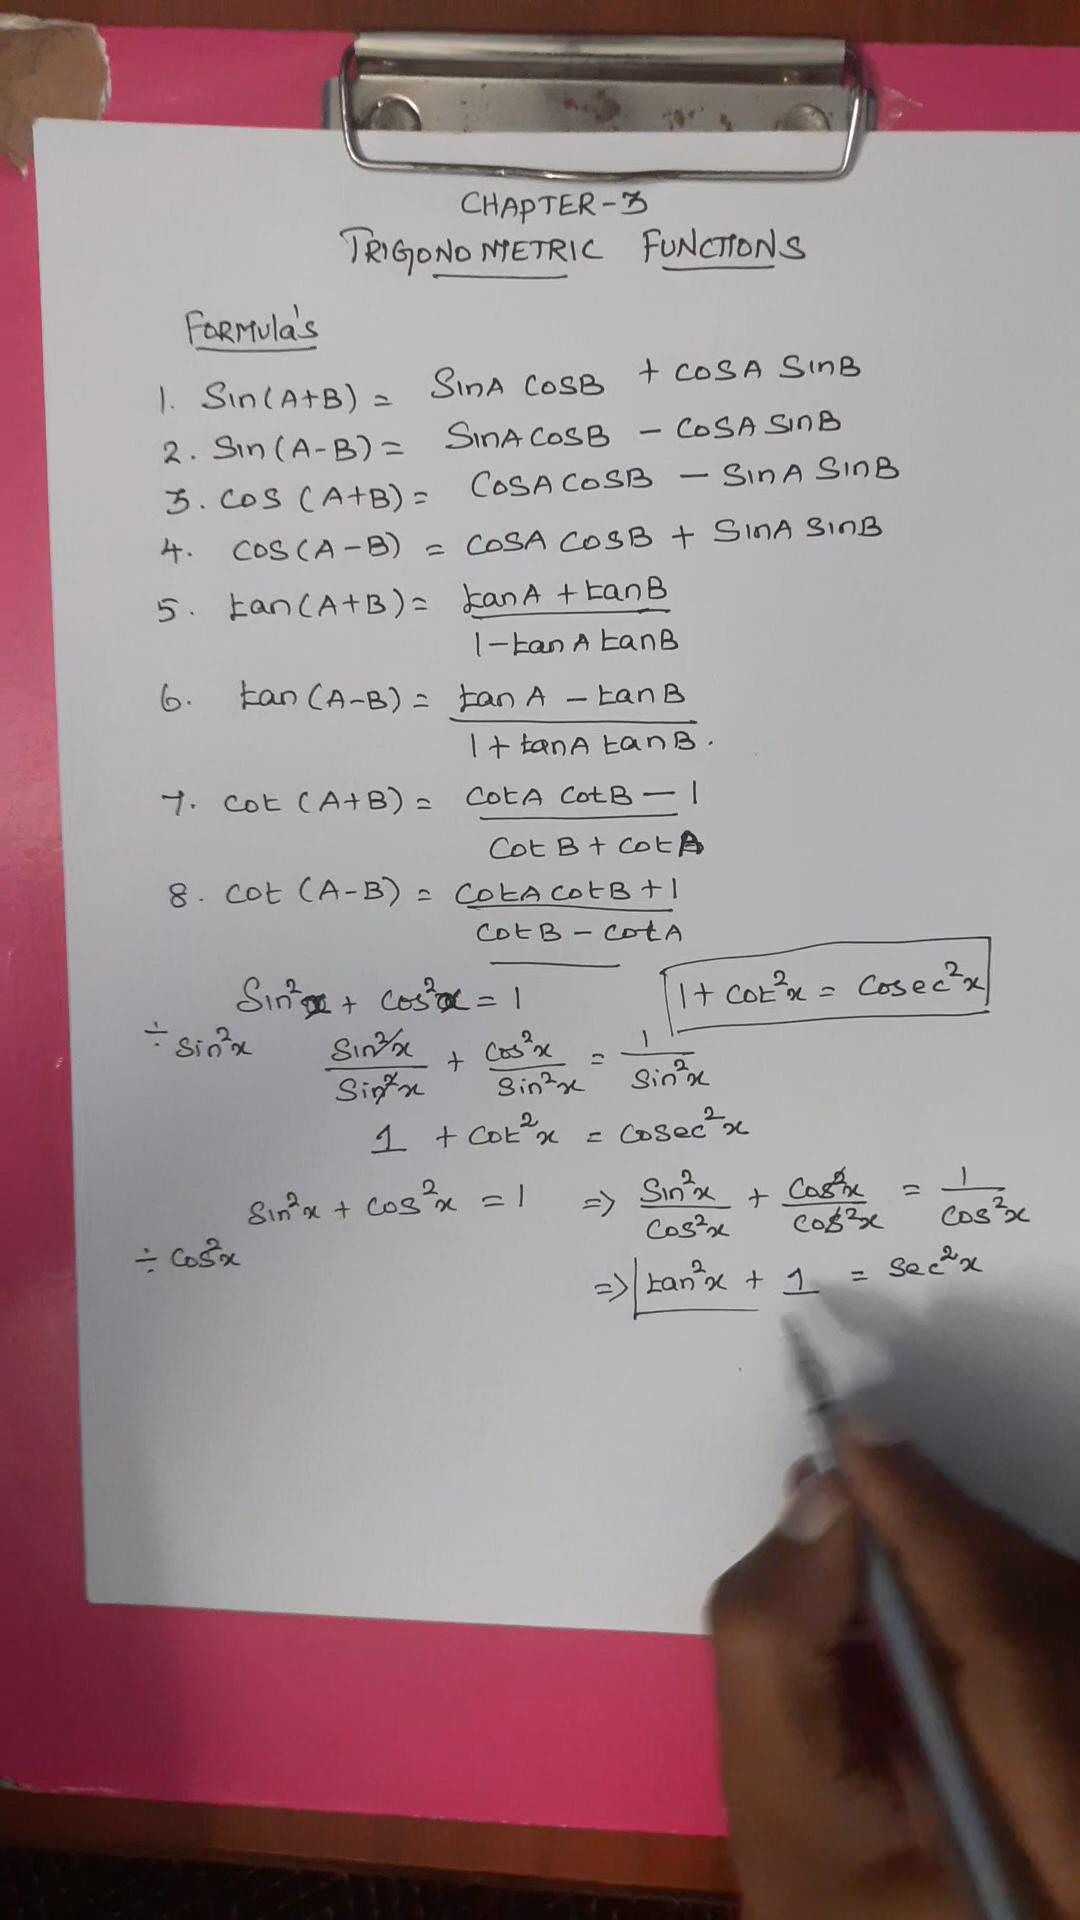 CHAPTER-3
TRIGONOMETRIC FUNCTIONS
FORMULA'S
1. Sin(A+B) = SinA COSB + COSA SINB
2. Sin(A-B) = SinA COSB - COSA SINB
3. COS (A+B) = COSA COSB - SinA SinB
4. COS(A-B) = COSA COSB + SinA SinB
5. tan(A+B) = tanA + tanB
1-tanA tanB
6. tan(A-B) = tanA - tanB
1+tanA tanB.
7. cot (A+B) = cotA cotB - 1
cot B + cot A
8. cot (A-B) = cotA cotB + 1
cotB - cotA
Sin²x + cos²x = 1
1 + cot²x = cosec²x
÷ Sin²x Sin²x/Sin²x + cos²x/Sin²x = 1/Sin²x
1 + cot²x = cosec²x
Sin²x + cos²x = 1 => Sin²x/cos²x + cos²x/cos²x = 1/cos²x
÷ cos²x
=> tan²x + 1 = Sec²x